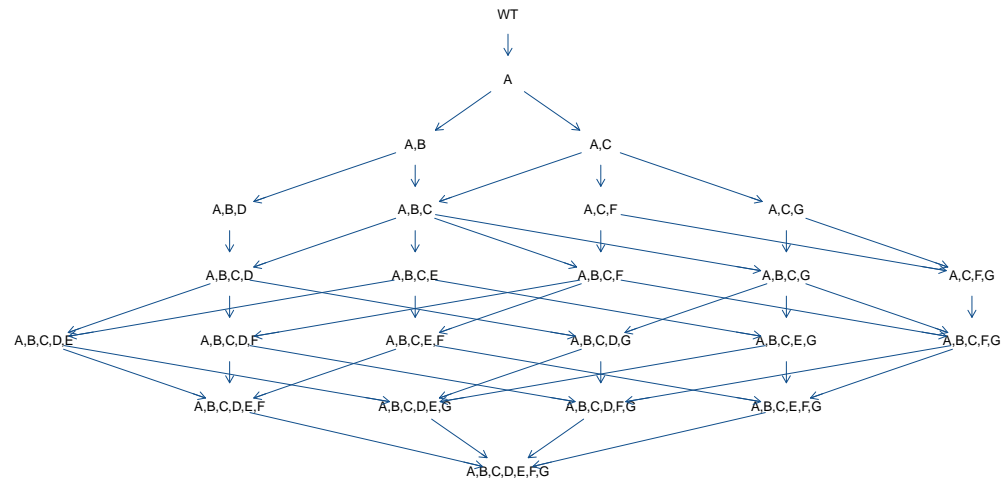 WT
A
A,B
A,C
A,B,D
A,B,C
A,C,F
A,C,G
A,B,C,D
A,B,C,E
A,B,C,F
A,B,C,G
A,C,F,G
A,B,C,D,E
A,B,C,D,F
A,B,C,E,F
A,B,C,D,G
A,B,C,E,G
A,B,C,F,G
A,B,C,D,E,F
A,B,C,D,E,G
A,B,C,D,F,G
A,B,C,E,F,G
A,B,C,D,E,F,G